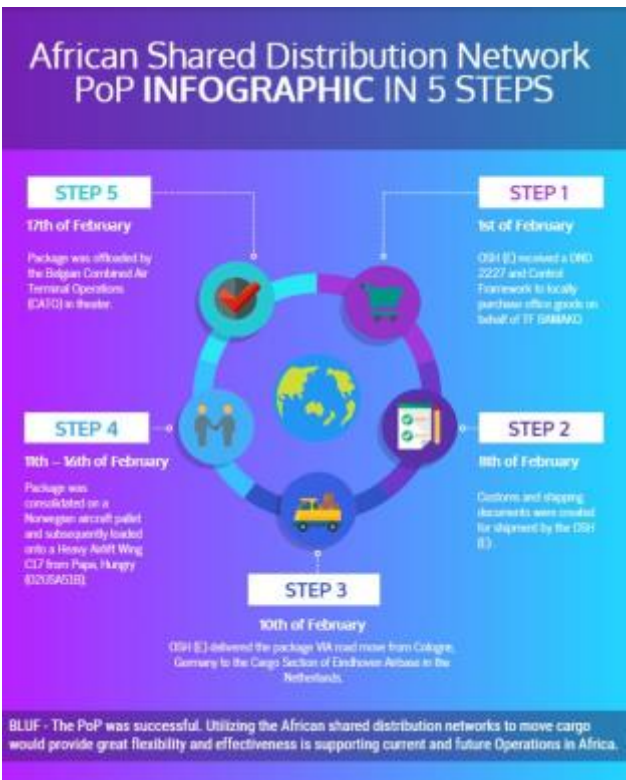 African Shared Distribution Network
PoP INFOGRAPHIC IN 5 STEPS
STEP 5
17th of February
Package was offloaded by
the Belgian Combined Air
Terminal Operations
(CATO) in theater.
STEP 1
1st of February
OSH (E) received a DND
2227 and Control
Framework to locally
purchase office goods on
behalf of TF BAMAKO
STEP 4
11th – 16th of February
Package was
consolidated on a
Norwegian aircraft pallet
and subsequently loaded
onto a Heavy Airlift Wing
C17 from Papa, Hungry
STEP 2
of February
Customs and shipping
documents were created
for shipment by the OSH
(E)
STEP 3
10th of February
OSH (E) delivered the package VIA road move from Cologne,
Germany to the Cargo Section of Eindhoven Airbase in the
Netherlands.
BLUF - The PoP was successful. Utilizing the African shared distribution networks to move cargo
would provide great flexibility and effectiveness is supporting current and future Operations in Africa.